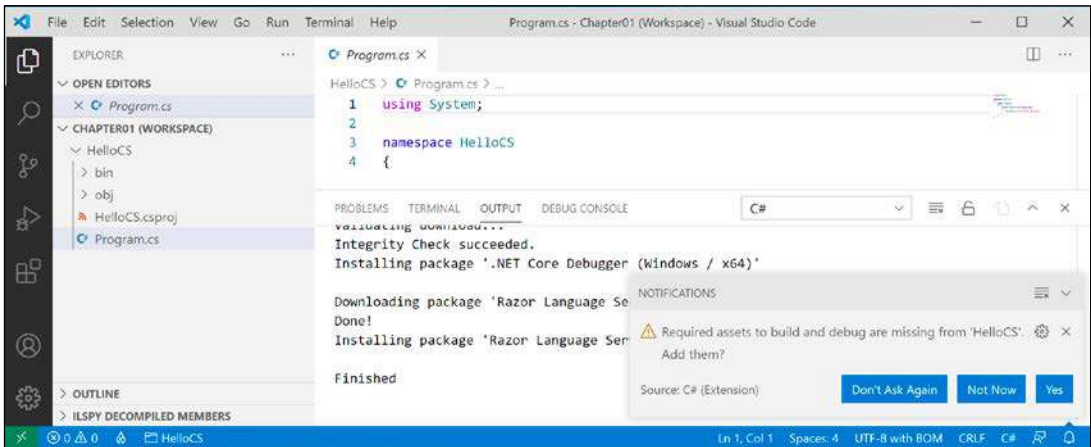 File Edit Selection View Go Run Terminal Help Program.cs - Chapter01 (Workspace) - Visual Studio Code
EXPLORER ...
OPEN EDITORS
Program.cs
CHAPTER01 (WORKSPACE)
HelloCS
bin
obj
HelloCS.csproj
Program.cs
OUTLINE
ILSPY DECOMPILED MEMBERS
Program.cs
HelloCS > Program.cs > ...
1 using System;
2
3 namespace HelloCS
4 {
PROBLEMS TERMINAL OUTPUT DEBUG CONSOLE C#
Validating download...
Integrity Check succeeded.
Installing package '.NET Core Debugger (Windows / x64)'
Downloading package 'Razor Language Se
Done!
Installing package 'Razor Language Ser
Finished
NOTIFICATIONS
Required assets to build and debug are missing from 'HelloCS'.
Add them?
Source: C# (Extension) Don't Ask Again Not Now Yes
0 0 HelloCS Ln 1, Col 1 Spaces: 4 UTF-8 with BOM CRLF C#